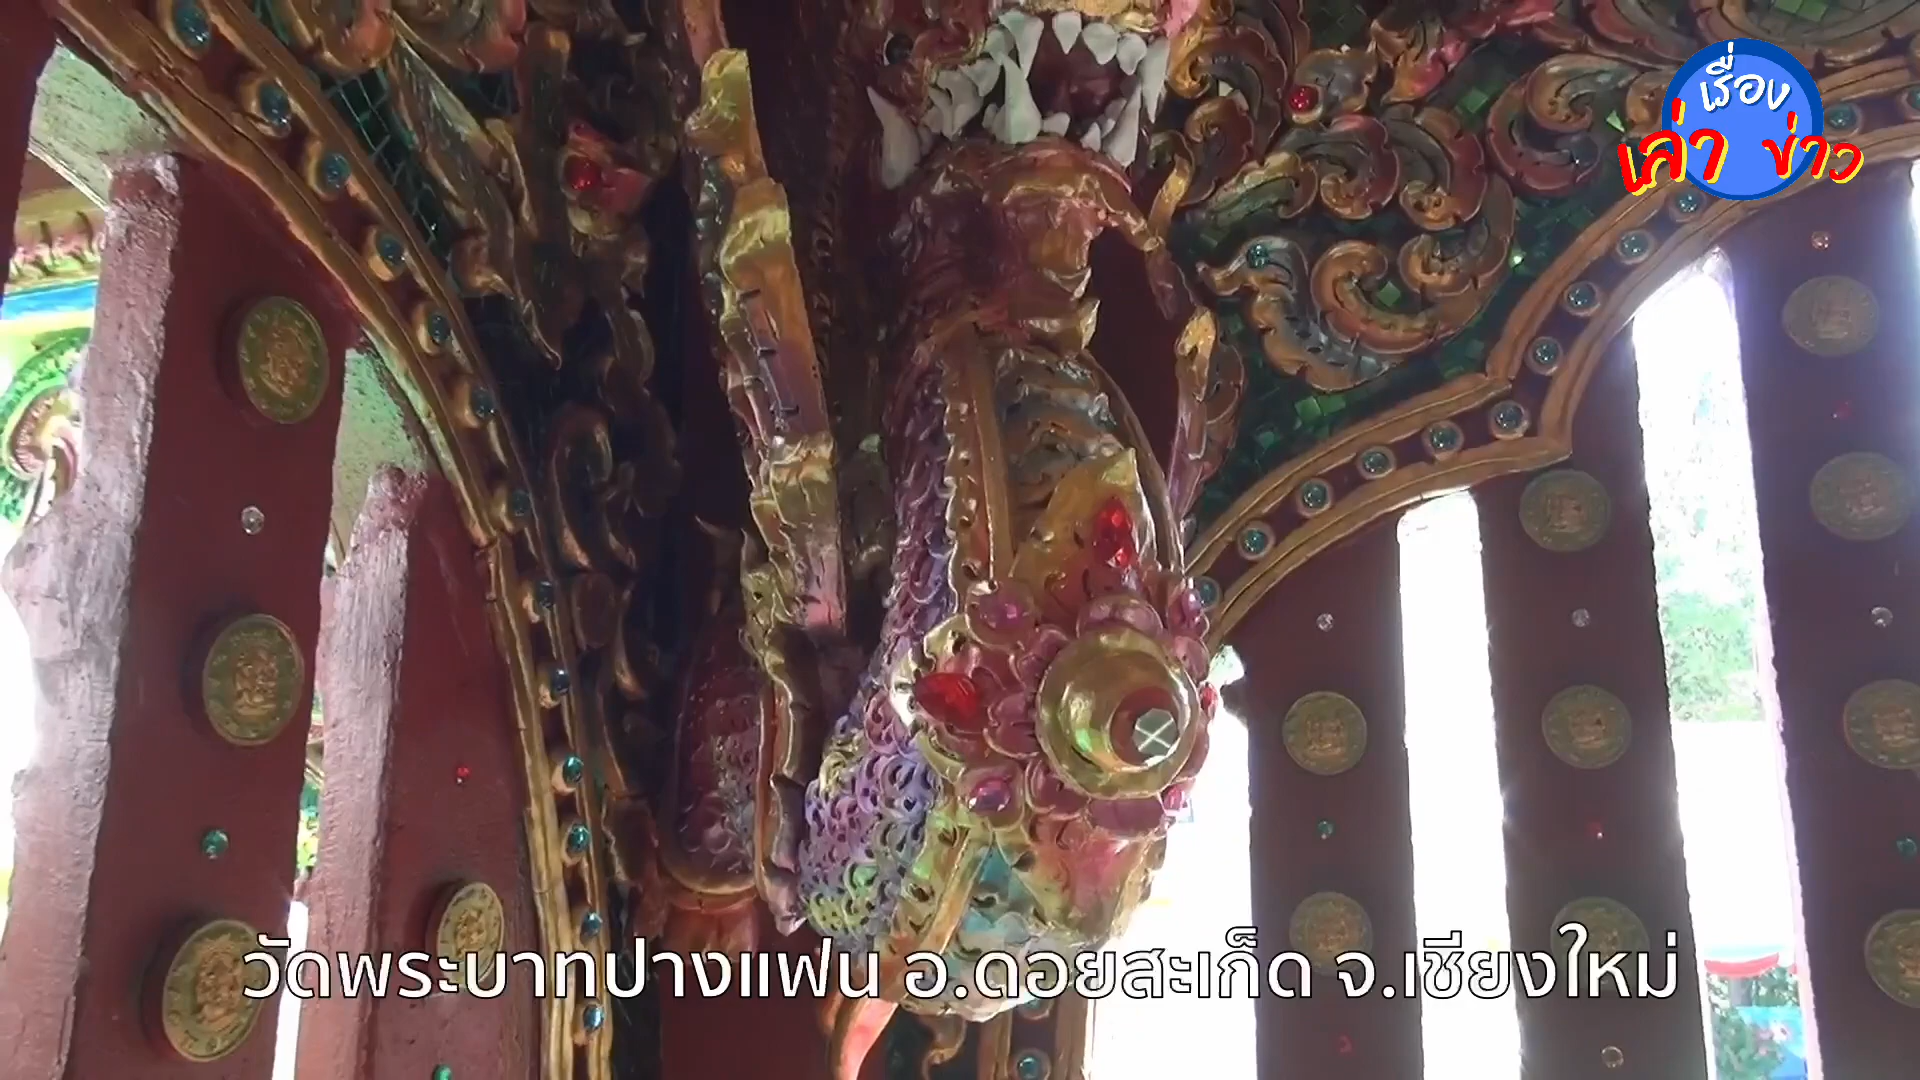 เรื่อง
เล่า ข่าว
วัดพระบาทปางแฟน อ.ดอยสะเก็ด จ.เชียงใหม่